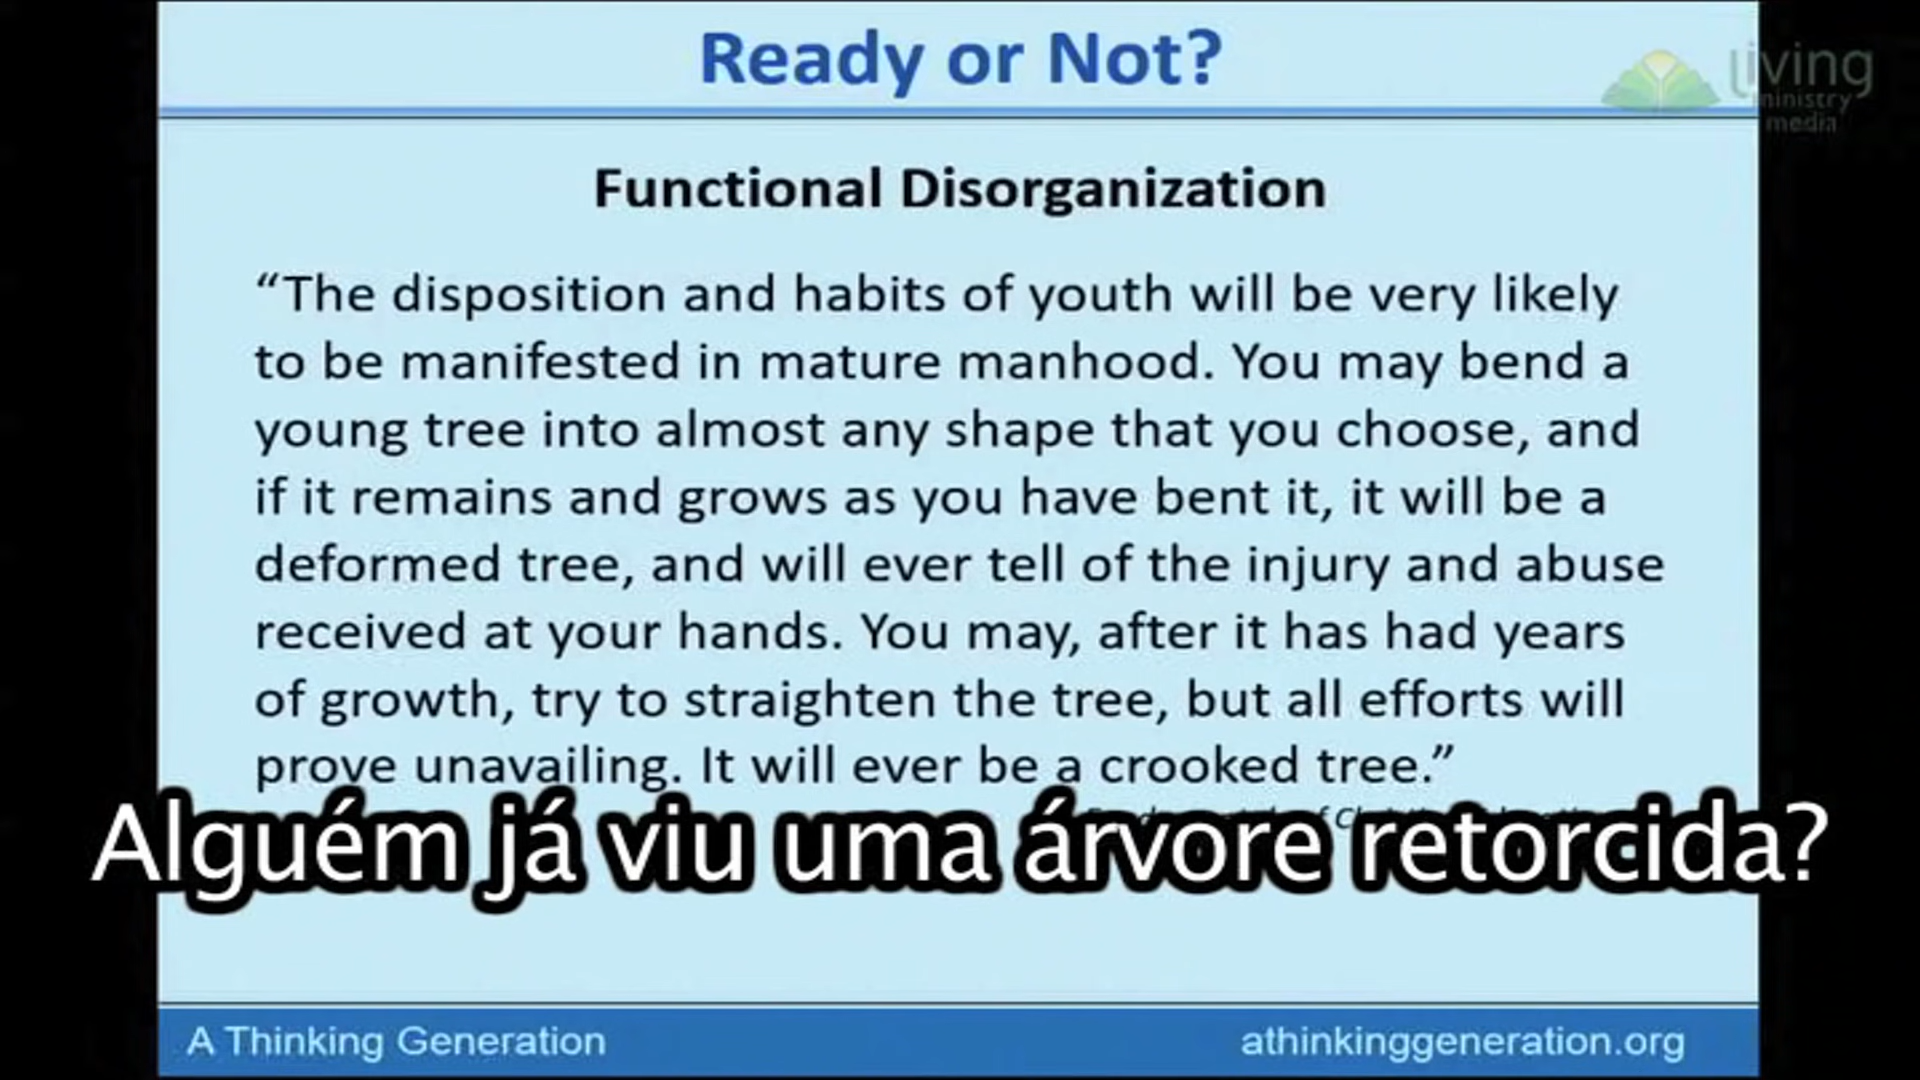 Ready or Not?
living
ministry
media
Functional Disorganization
“The disposition and habits of youth will be very likely
to be manifested in mature manhood. You may bend a
young tree into almost any shape that you choose, and
if it remains and grows as you have bent it, it will be a
deformed tree, and will ever tell of the injury and abuse
received at your hands. You may, after it has had years
of growth, try to straighten the tree, but all efforts will
prove unavailing. It will ever be a crooked tree.”
Alguém já viu uma árvore retorcida?
A Thinking Generation
athinkinggeneration.org